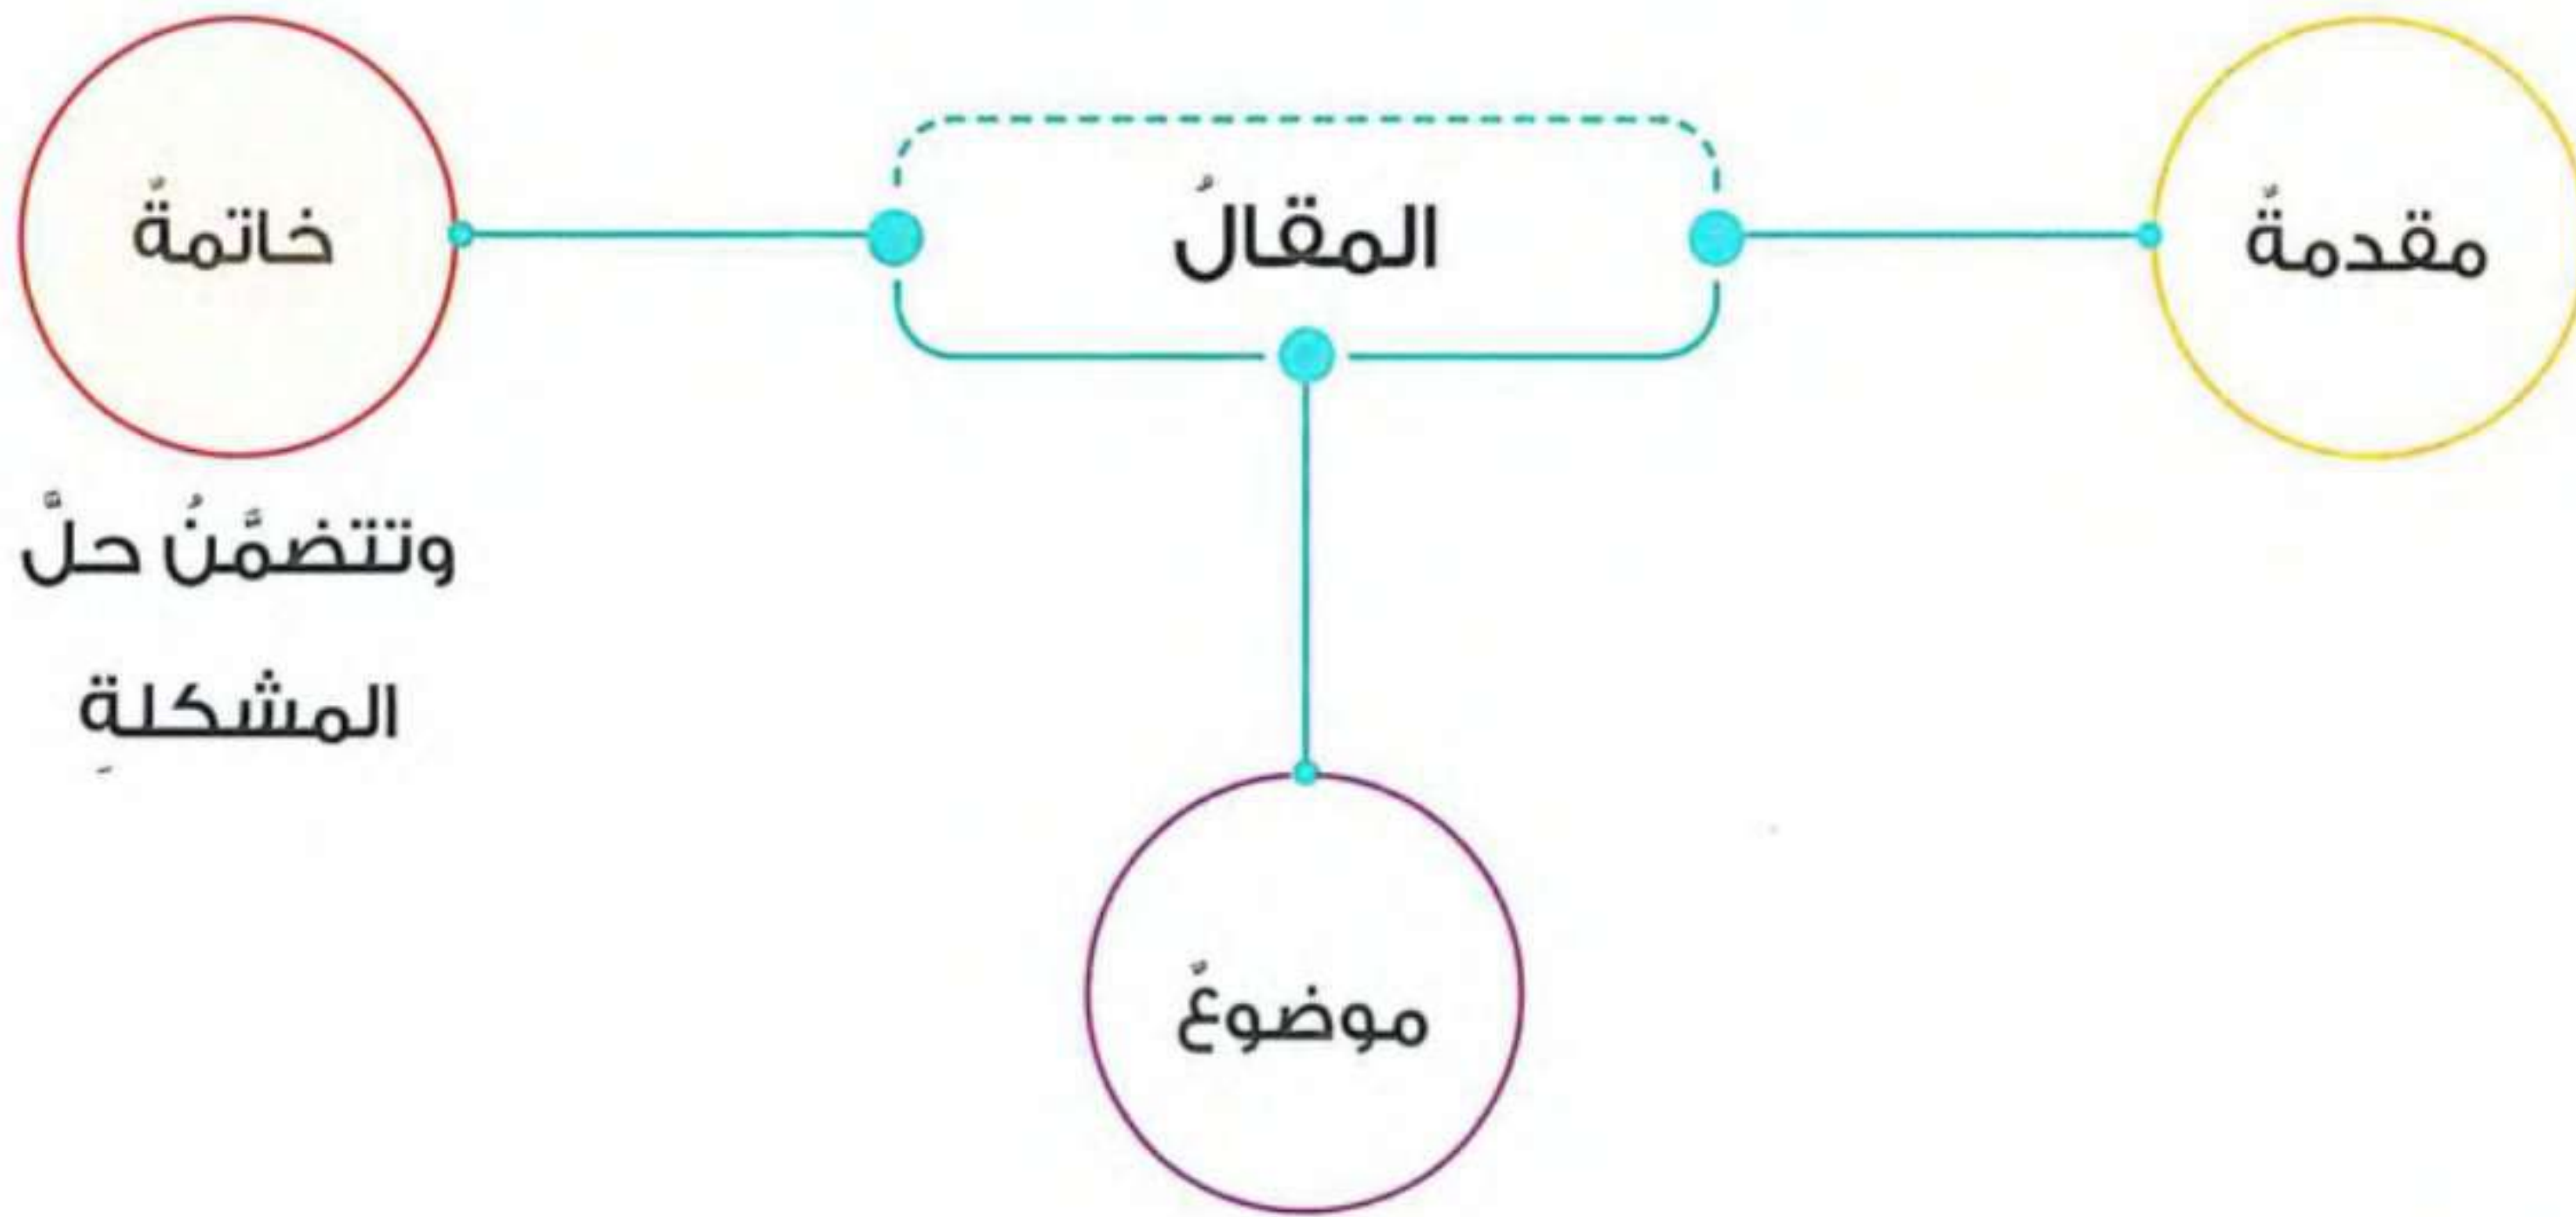 المقالُ
مقدمةٌ
موضوعٌ
خاتمةٌ
وتتضمَّنُ حلَّ
المشكلةِ